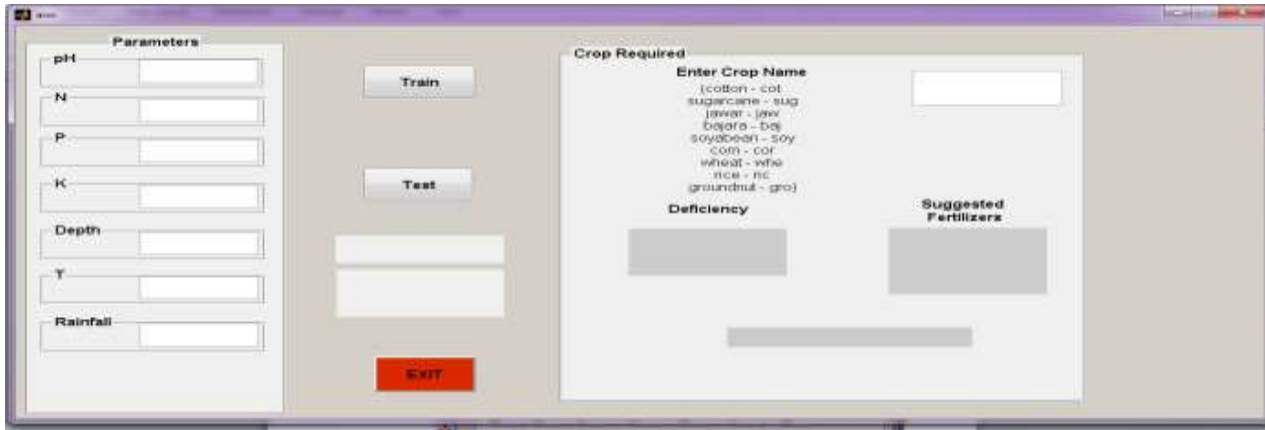 Parameters
pH
N
P
K
Depth
T
Rainfall
Train
Test
EXIT
Crop Required
Enter Crop Name
(cotton - cot
sugarcane - sug
jawar - jaw
bajara - baj
soyabean - soy
corn - cor
wheat - whe
rice - ric
groundnut - gro)
Deficiency
Suggested
Fertilizers